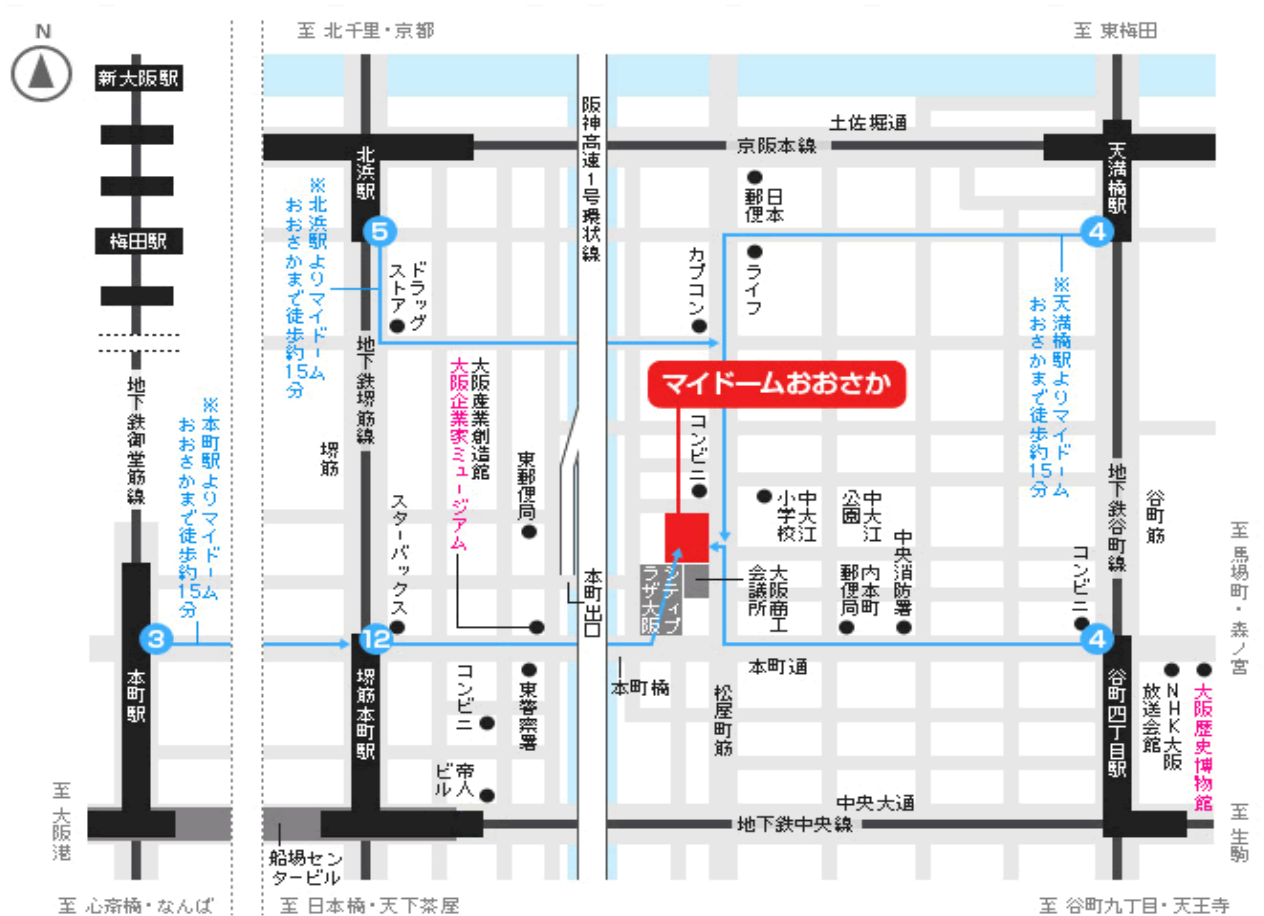 N
至 北千里・京都
至 東梅田
新大阪駅
梅田駅
地下鉄御堂筋線
※本町駅よりマイドーム
おおさかまで徒歩約15分
3
本町駅
至 大阪港
至 心斎橋・なんば
北浜駅
5
※北浜駅よりマイドーム
おおさかまで徒歩約15分
ドラッグ
ストア
地下鉄堺筋線
堺筋
大阪産業創造館
大阪企業家ミュージアム
東郵便局
スターバックス
12
堺筋本町駅
コンビニ
東警察署
帝人
ビル
船場セン
タービル
至 日本橋・天下茶屋
阪神高速1号環状線
本町出口
本町橋
土佐堀通
京阪本線
日本
郵便
ライフ
カプコン
マイドームおおさか
コンビニ
中大江
小学校
中大江
公園
シティプ
ラザ大阪
大阪商工
会議所
内本町
郵便局
中央消防署
本町通
松屋町筋
中央大通
地下鉄中央線
天満橋駅
4
※天満橋駅よりマイドーム
おおさかまで徒歩約15分
地下鉄谷町線
谷町筋
コンビニ
4
谷町四丁目駅
NHK大阪
放送会館
大阪歴史博物館
至 馬場町・森ノ宮
至 生駒
至 谷町九丁目・天王寺